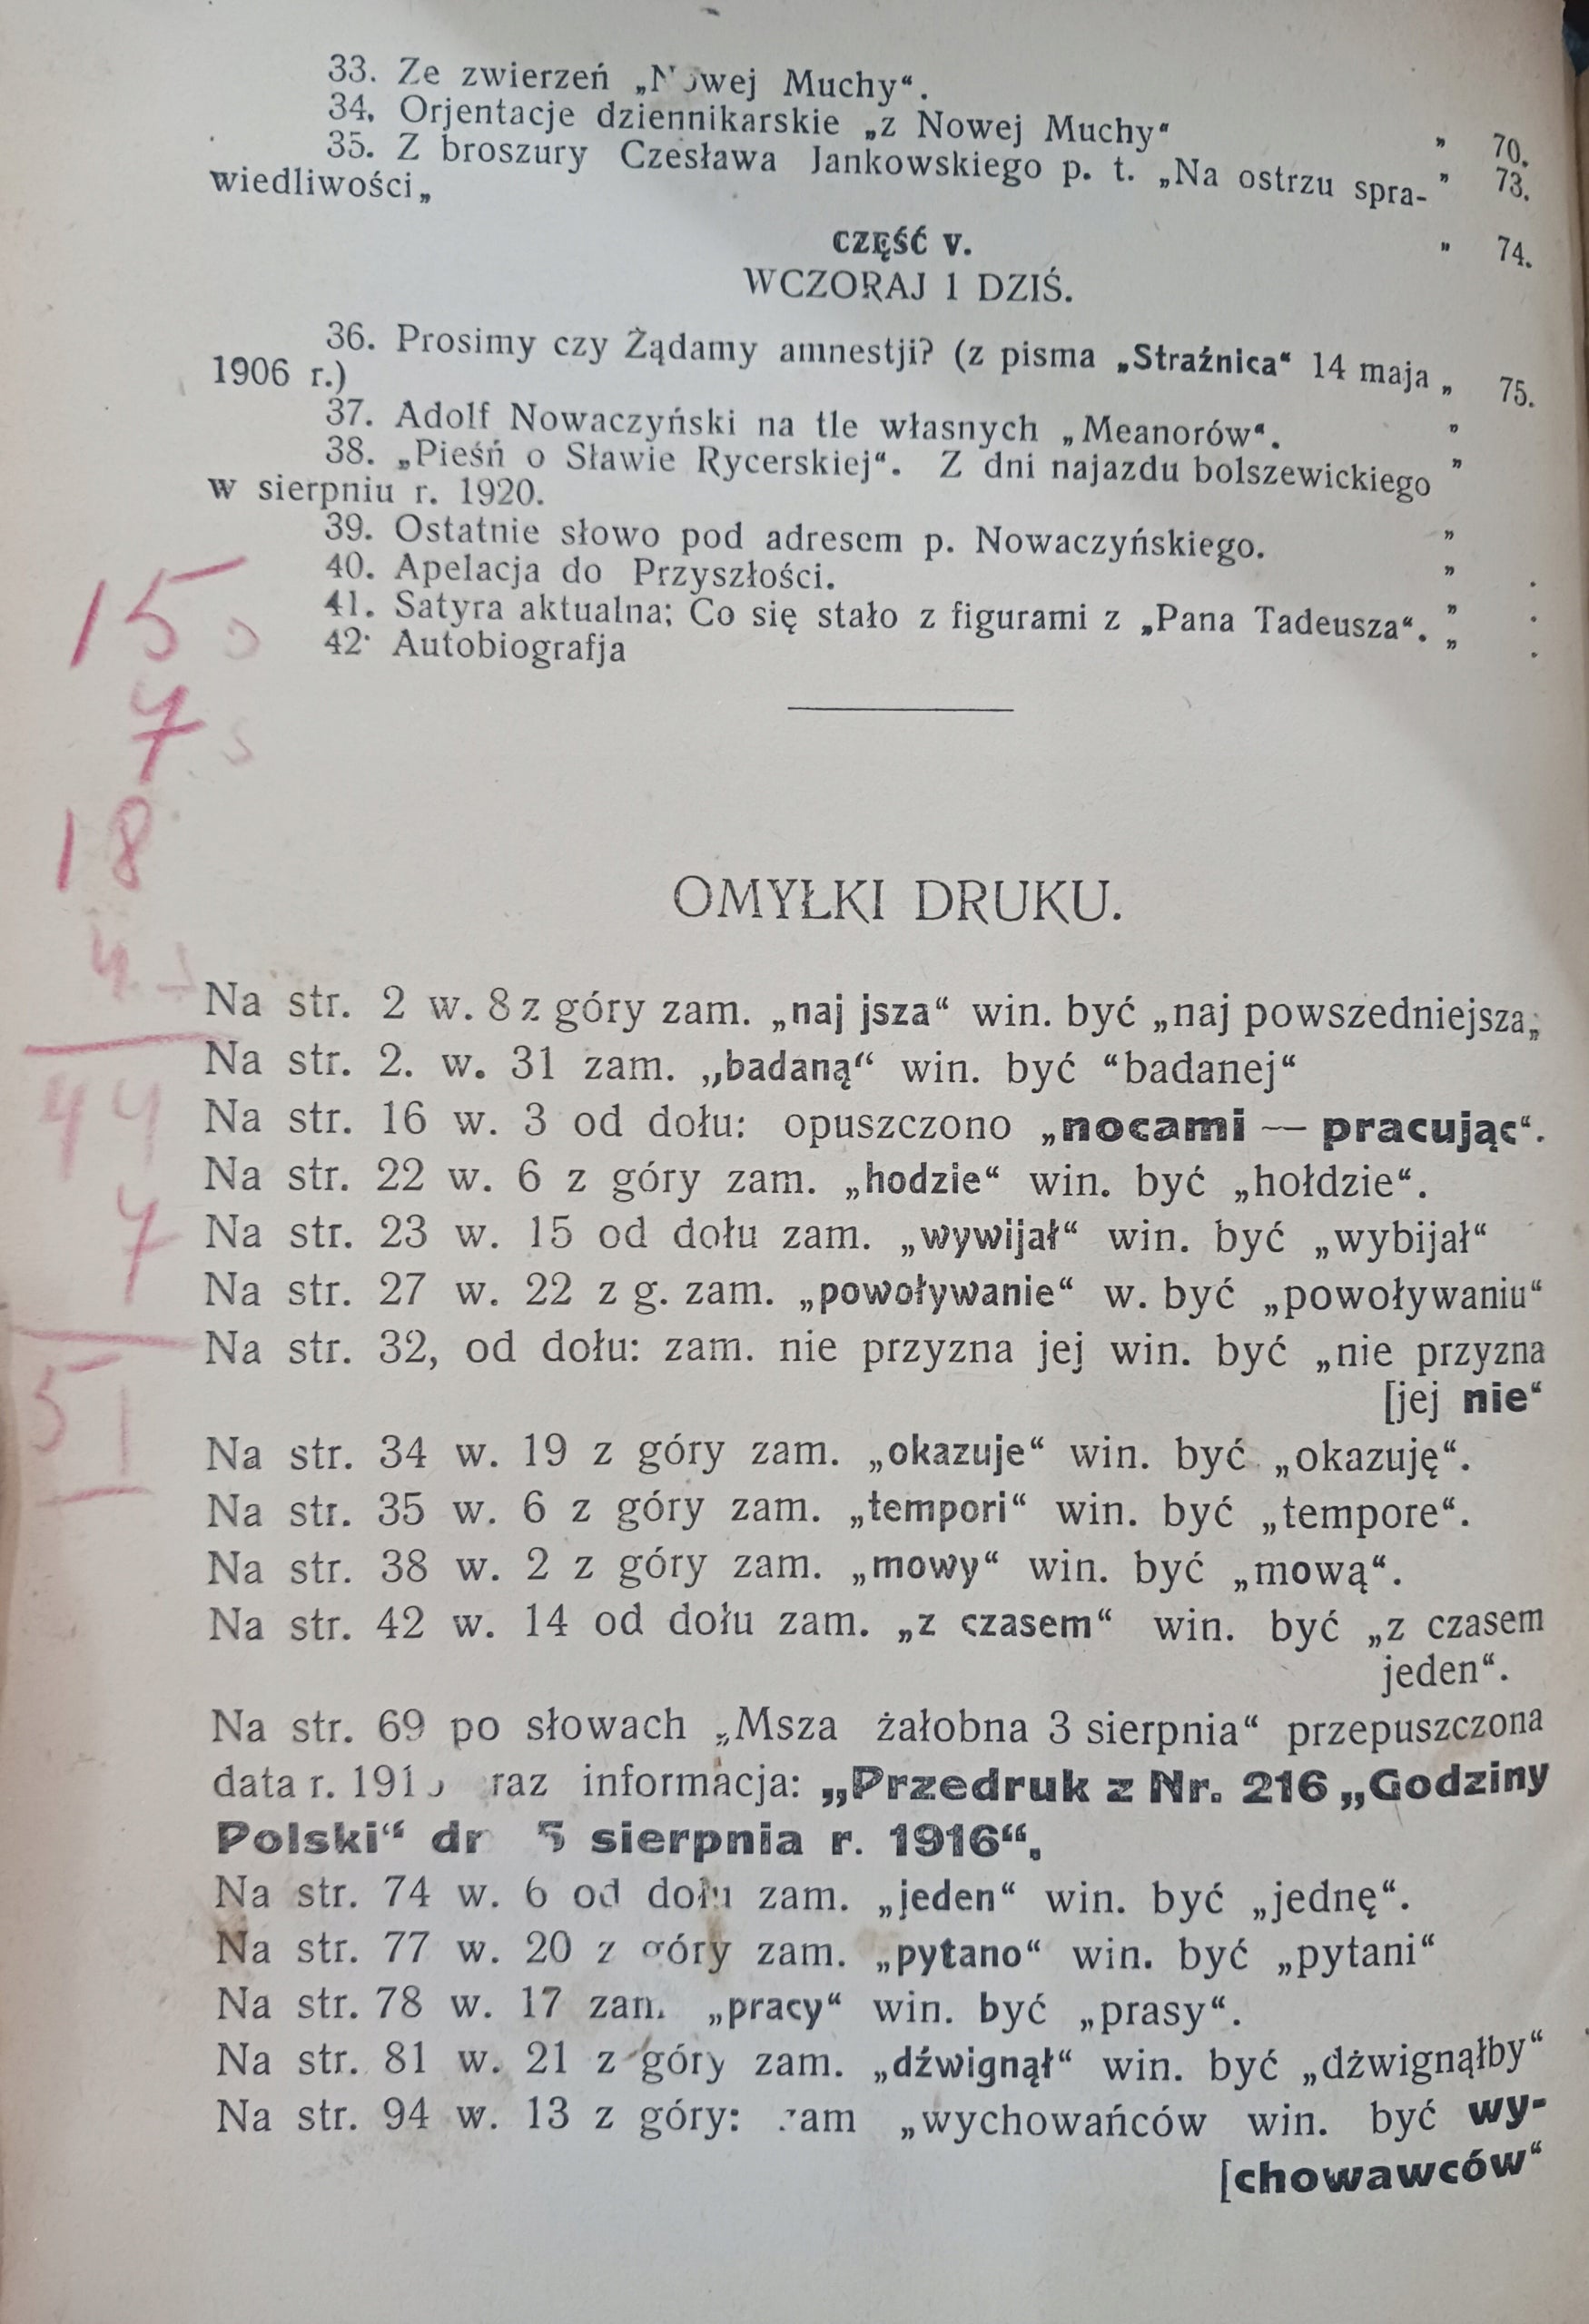 33. Ze zwierzeń „Nowej Muchy“.
34. Orjentacje dziennikarskie „z Nowej Muchy“ „ 70.
35. Z broszury Czesława Jankowskiego p. t. „Na ostrzu spra- „ 73.
wiedliwości„
CZĘŚĆ V. „ 74.
WCZORAJ 1 DZIŚ.
36. Prosimy czy Żądamy amnestji? (z pisma „Strażnica“ 14 maja „ 75.
1906 r.)
37. Adolf Nowaczyński na tle własnych „Meanorów“. „
38. „Pieśń o Sławie Rycerskiej“. Z dni najazdu bolszewickiego „
w sierpniu r. 1920.
39. Ostatnie słowo pod adresem p. Nowaczyńskiego. „
40. Apelacja do Przyszłości. „
41. Satyra aktualna; Co się stało z figurami z „Pana Tadeusza“. „
42· Autobiografja „
15
7
18
4
44
7
51
OMYŁKI DRUKU.
Na str. 2 w. 8 z góry zam. „naj jsza“ win. być „naj powszedniejsza„
Na str. 2. w. 31 zam. „badaną“ win. być “badanej“
Na str. 16 w. 3 od dołu: opuszczono „nocami — pracując“.
Na str. 22 w. 6 z góry zam. „hodzie“ win. być „hołdzie“.
Na str. 23 w. 15 od dołu zam. „wywijał“ win. być „wybijał“
Na str. 27 w. 22 z g. zam. „powoływanie“ w. być „powoływaniu“
Na str. 32, od dołu: zam. nie przyzna jej win. być „nie przyzna
[jej nie“
Na str. 34 w. 19 z góry zam. „okazuje“ win. być „okazuję“.
Na str. 35 w. 6 z góry zam. „tempori“ win. być „tempore“.
Na str. 38 w. 2 z góry zam. „mowy“ win. być „mową“.
Na str. 42 w. 14 od dołu zam. „z czasem“ win. być „z czasem
jeden“.
Na str. 69 po słowach „Msza żałobna 3 sierpnia“ przepuszczona
data r. informacja: „Przedruk z Nr. 216 „Godziny
Polski“ 5 sierpnia r. 1916“.
Na str. 74 w. 6 od dołu zam. „jeden“ win. być „jednę“.
Na str. 77 w. 20 z góry zam. „pytano“ win. być „pytani“
Na str. 78 w. 17 zam. „pracy“ win. być „prasy“.
Na str. 81 w. 21 z góry zam. „dźwignął“ win. być „dżwignąłby“
Na str. 94 w. 13 z góry: zam „wychowańców win. być wy-
[chowawców“